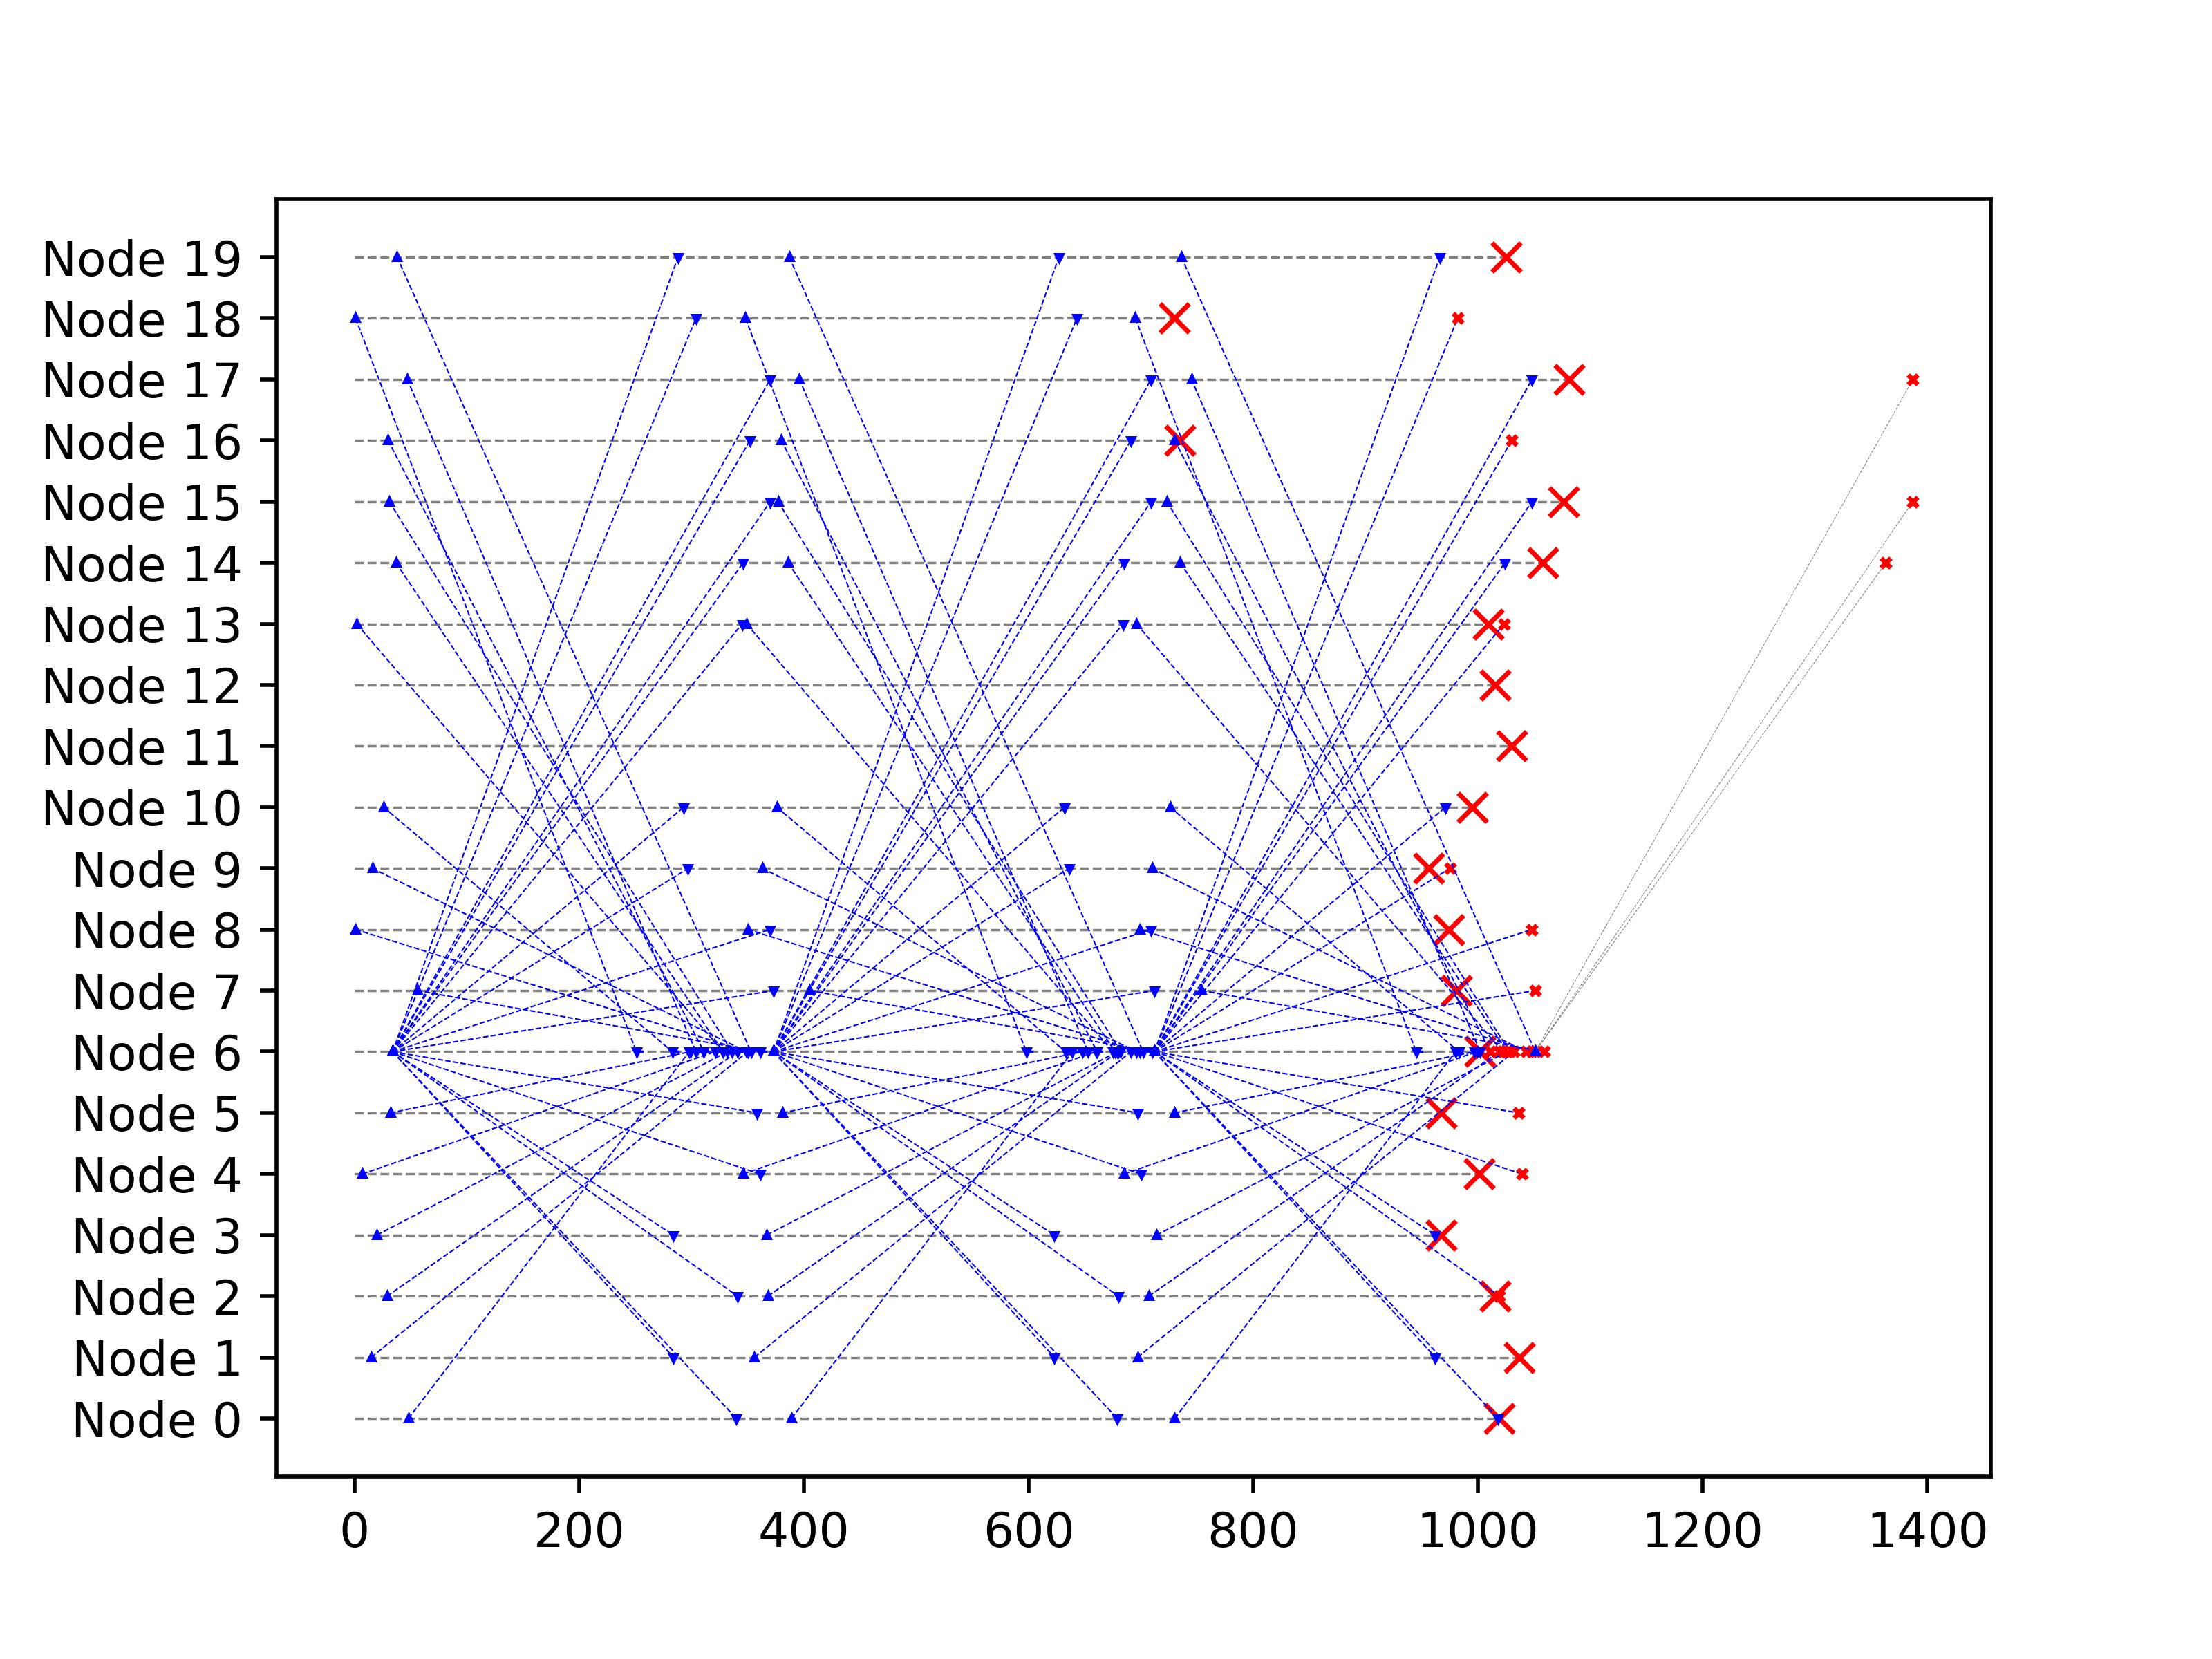 Node 19
Node 18
Node 17
Node 16
Node 15
Node 14
Node 13
Node 12
Node 11
Node 10
Node 9
Node 8
Node 7
Node 6
Node 5
Node 4
Node 3
Node 2
Node 1
Node 0
0 200 400 600 800 1000 1200 1400